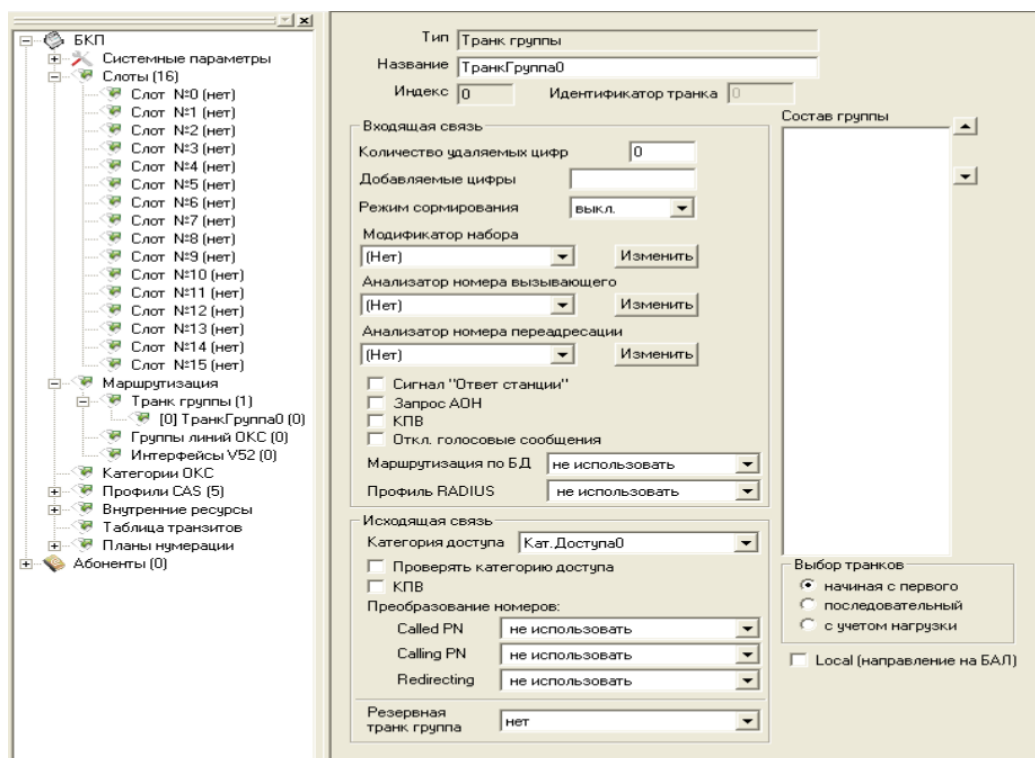 БКП
Системные параметры
Слоты (16)
Слот №0 (нет)
Слот №1 (нет)
Слот №2 (нет)
Слот №3 (нет)
Слот №4 (нет)
Слот №5 (нет)
Слот №6 (нет)
Слот №7 (нет)
Слот №8 (нет)
Слот №9 (нет)
Слот №10 (нет)
Слот №11 (нет)
Слот №12 (нет)
Слот №13 (нет)
Слот №14 (нет)
Слот №15 (нет)
Маршрутизация
Транк группы (1)
[0] ТранкГруппа0 (0)
Группы линий ОКС (0)
Интерфейсы V52 (0)
Категории ОКС
Профили CAS (5)
Внутренние ресурсы
Таблица транзитов
Планы нумерации
Абоненты (0)
Тип Транк группы
Название ТранкГруппа0
Индекс 0 Идентификатор транка 0
Входящая связь
Количество удаляемых цифр 0
Добавляемые цифры
Режим сормирования выкл.
Модификатор набора
(Нет) Изменить
Анализатор номера вызывающего
(Нет) Изменить
Анализатор номера переадресации
(Нет) Изменить
Сигнал "Ответ станции"
Запрос АОН
КПВ
Откл. голосовые сообщения
Маршрутизация по БД не использовать
Профиль RADIUS не использовать
Исходящая связь
Категория доступа Кат.Доступа0
Проверять категорию доступа
КПВ
Преобразование номеров:
Called PN не использовать
Calling PN не использовать
Redirecting не использовать
Резервная
транк группа нет
Состав группы
Выбор транков
начиная с первого
последовательный
с учетом нагрузки
Local (направление на БАЛ)